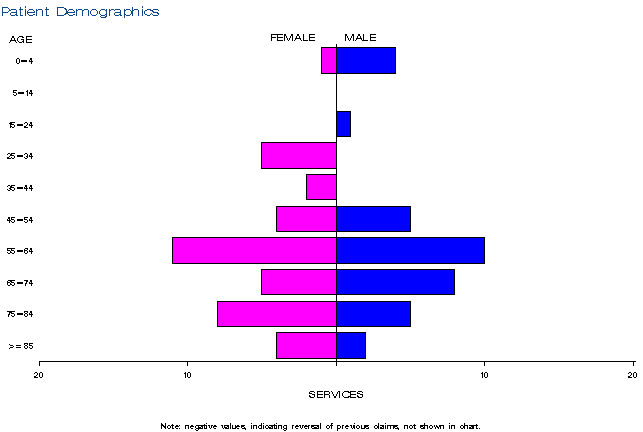 Patient Demographics
AGE FEMALE MALE
0-4
5-14
15-24
25-34
35-44
45-54
55-64
65-74
75-84
>=85
20 10 10 20
SERVICES
Note: negative values, indicating reversal of previous claims, not shown in chart.